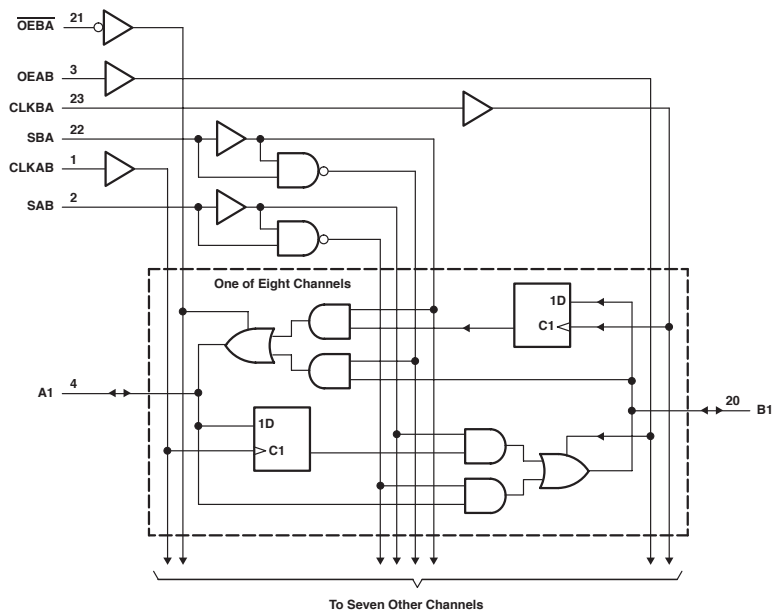 O̅E̅B̅A̅ 21
OEAB 3
CLKBA 23
SBA 22
CLKAB 1
SAB 2
One of Eight Channels
1D
C1
A1 4
20 B1
1D
C1
To Seven Other Channels